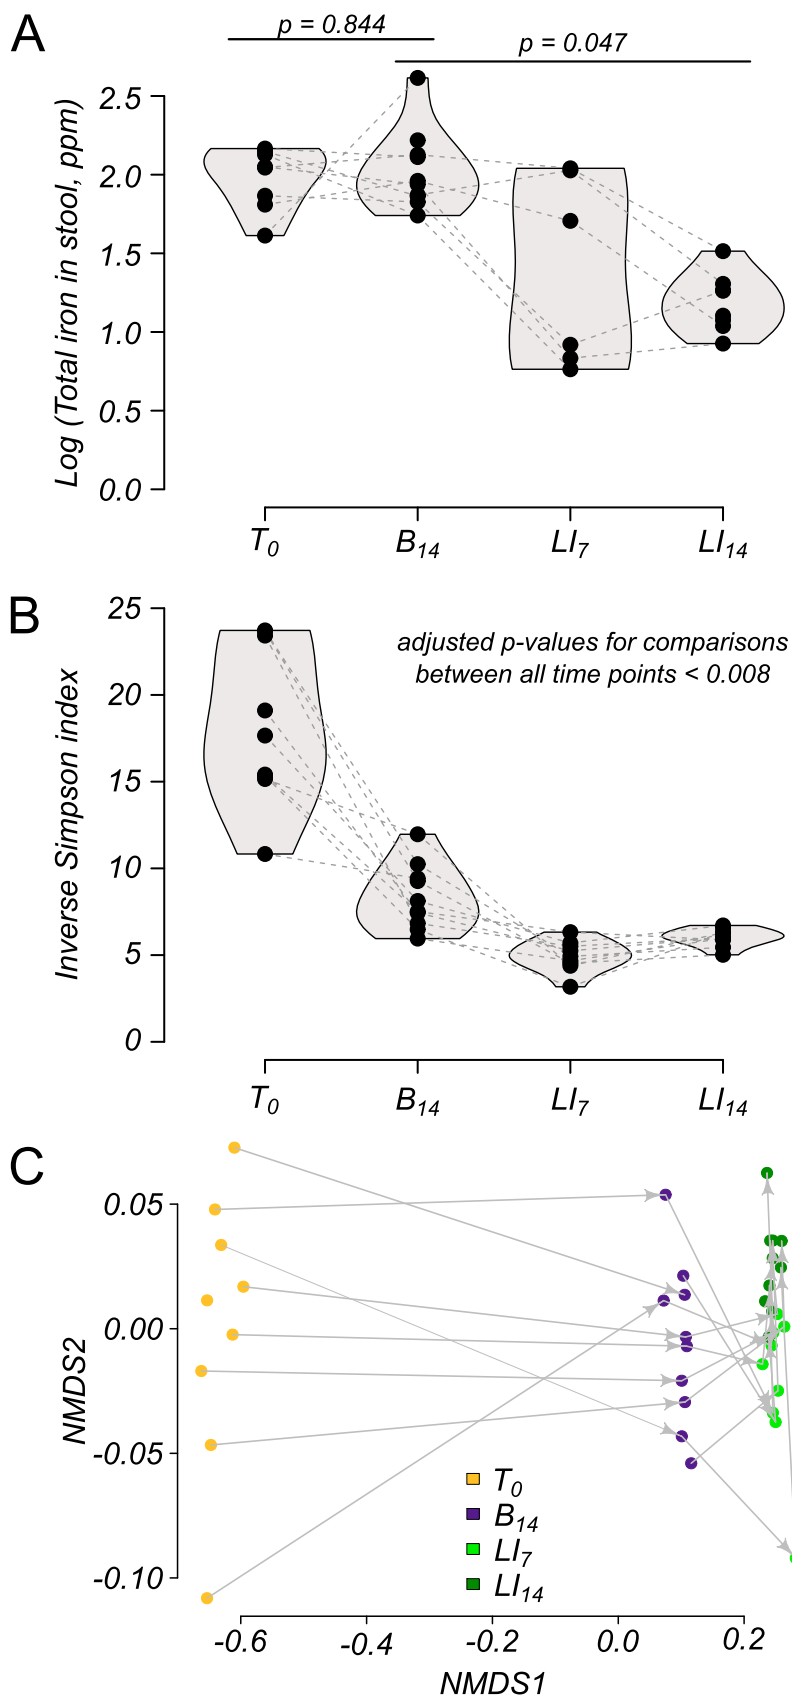 A
p = 0.844
p = 0.047
Log (Total iron in stool, ppm)
2.5
2.0
1.5
1.0
0.5
0.0
T0 B14 LI7 LI14
B
adjusted p-values for comparisons
between all time points < 0.008
Inverse Simpson index
25
20
15
10
5
0
T0 B14 LI7 LI14
C
NMDS2
0.05
0.00
-0.05
-0.10
T0
B14
LI7
LI14
-0.6 -0.4 -0.2 0.0 0.2
NMDS1